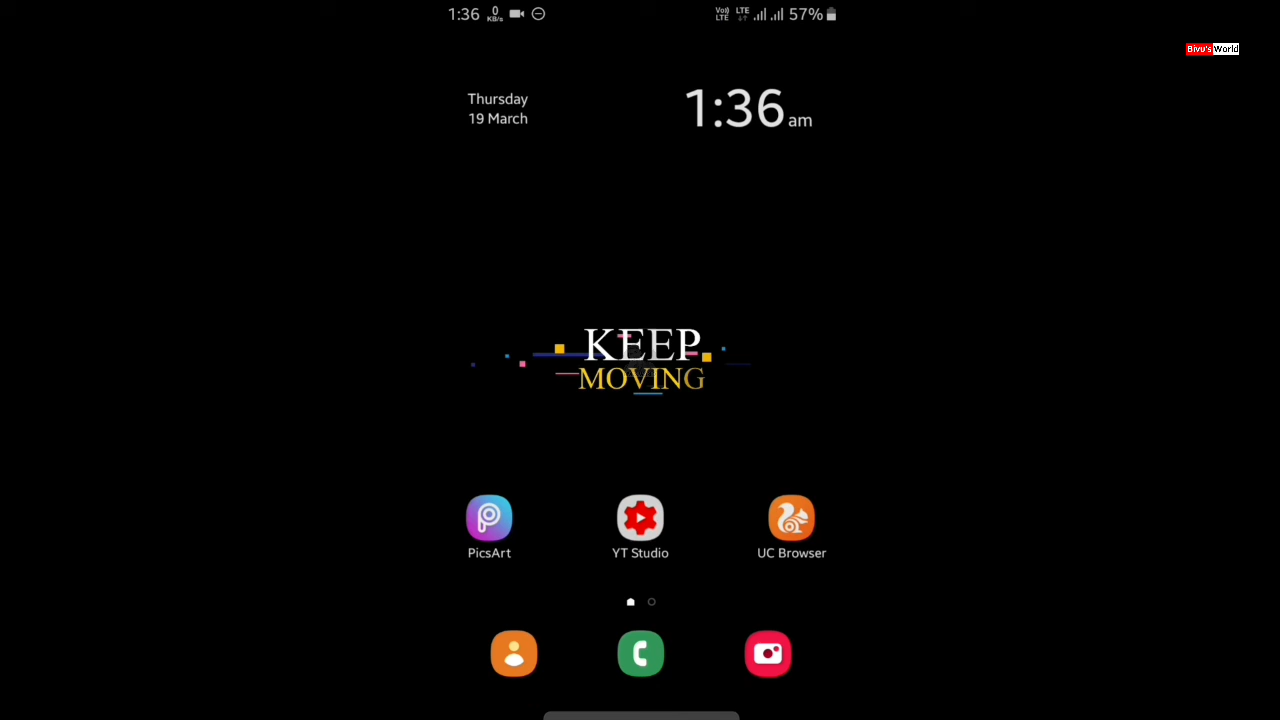 1:36 0 KB/s Vo)) LTE LTE 57%
Bivu's World
Thursday
19 March
1:36 am
KEEP
MOVING
PicsArt YT Studio UC Browser